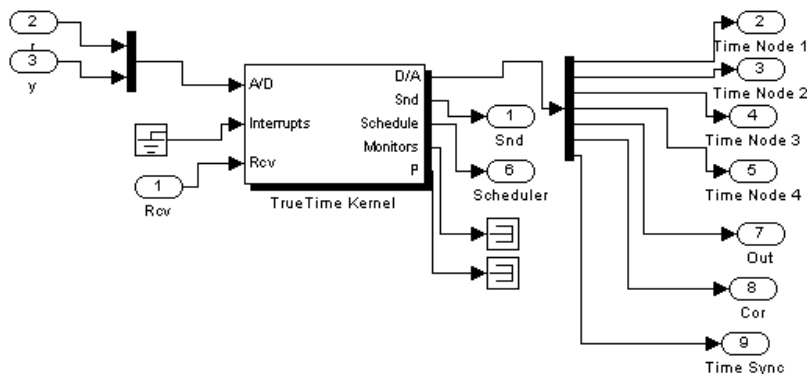 2
r
3
y
A/D
Interrupts
Rcv
1
Rcv
D/A
Snd
Schedule
Monitors
P
TrueTime Kernel
1
Snd
6
Scheduler
2
Time Node 1
3
Time Node 2
4
Time Node 3
5
Time Node 4
7
Out
8
Cor
9
Time Sync